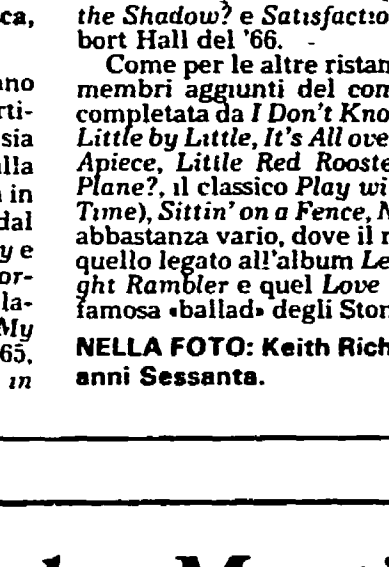 ca,
ano
rti-
sia
alla
in
dal
y e
or-
la-
My
65,
in
the Shadow? e Satisfactio
bort Hall del '66.
Come per le altre ristan
membri aggiunti del con
completata da I Don't Kno
Little by Little, It's All ove
Apiece, Little Red Rooste
Plane?, il classico Play wi
Time), Sittin' on a Fence, N
abbastanza vario, dove il r
quello legato all'album Le
ght Rambler e quel Love
famosa «ballad» degli Ston
NELLA FOTO: Keith Rich
anni Sessanta.